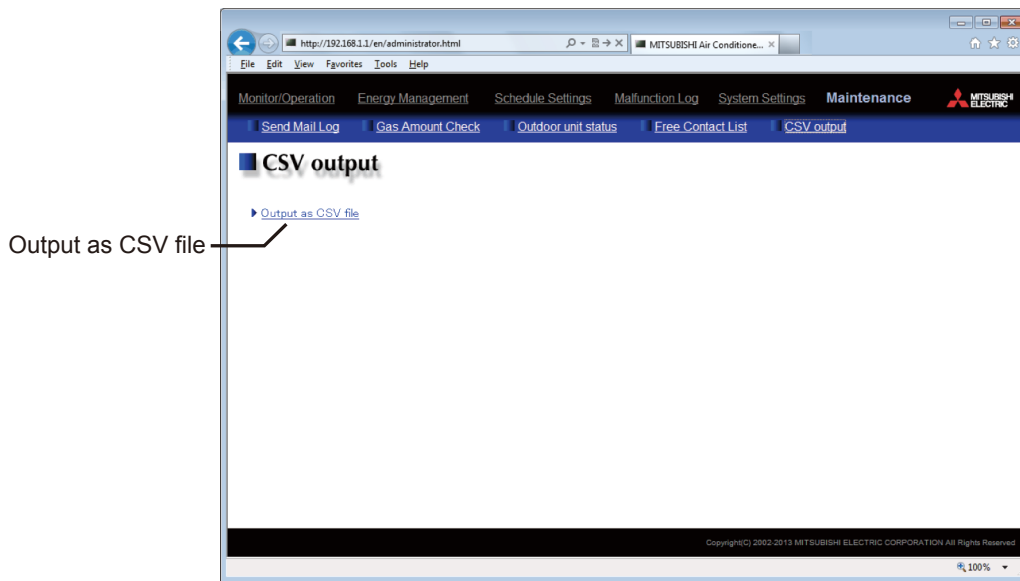 http://192.168.1.1/en/administrator.html
MITSUBISHI Air Conditione...
File Edit View Favorites Tools Help
Monitor/Operation Energy Management Schedule Settings Malfunction Log System Settings Maintenance
MITSUBISHI
ELECTRIC
Send Mail Log Gas Amount Check Outdoor unit status Free Contact List CSV output
CSV output
Output as CSV file
Output as CSV file
Copyright(C) 2002-2013 MITSUBISHI ELECTRIC CORPORATION All Rights Reserved
100%